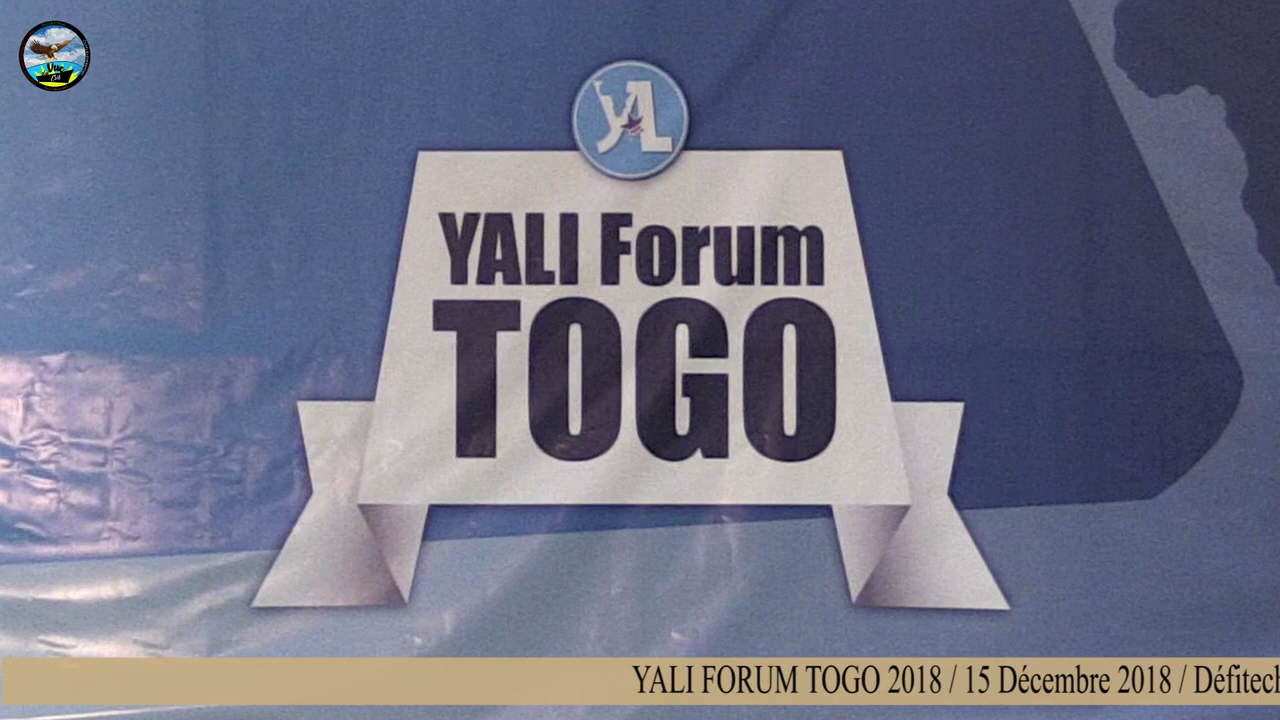 YAL
YALI Forum
TOGO
YALI FORUM TOGO 2018 / 15 Décembre 2018 / Défitech